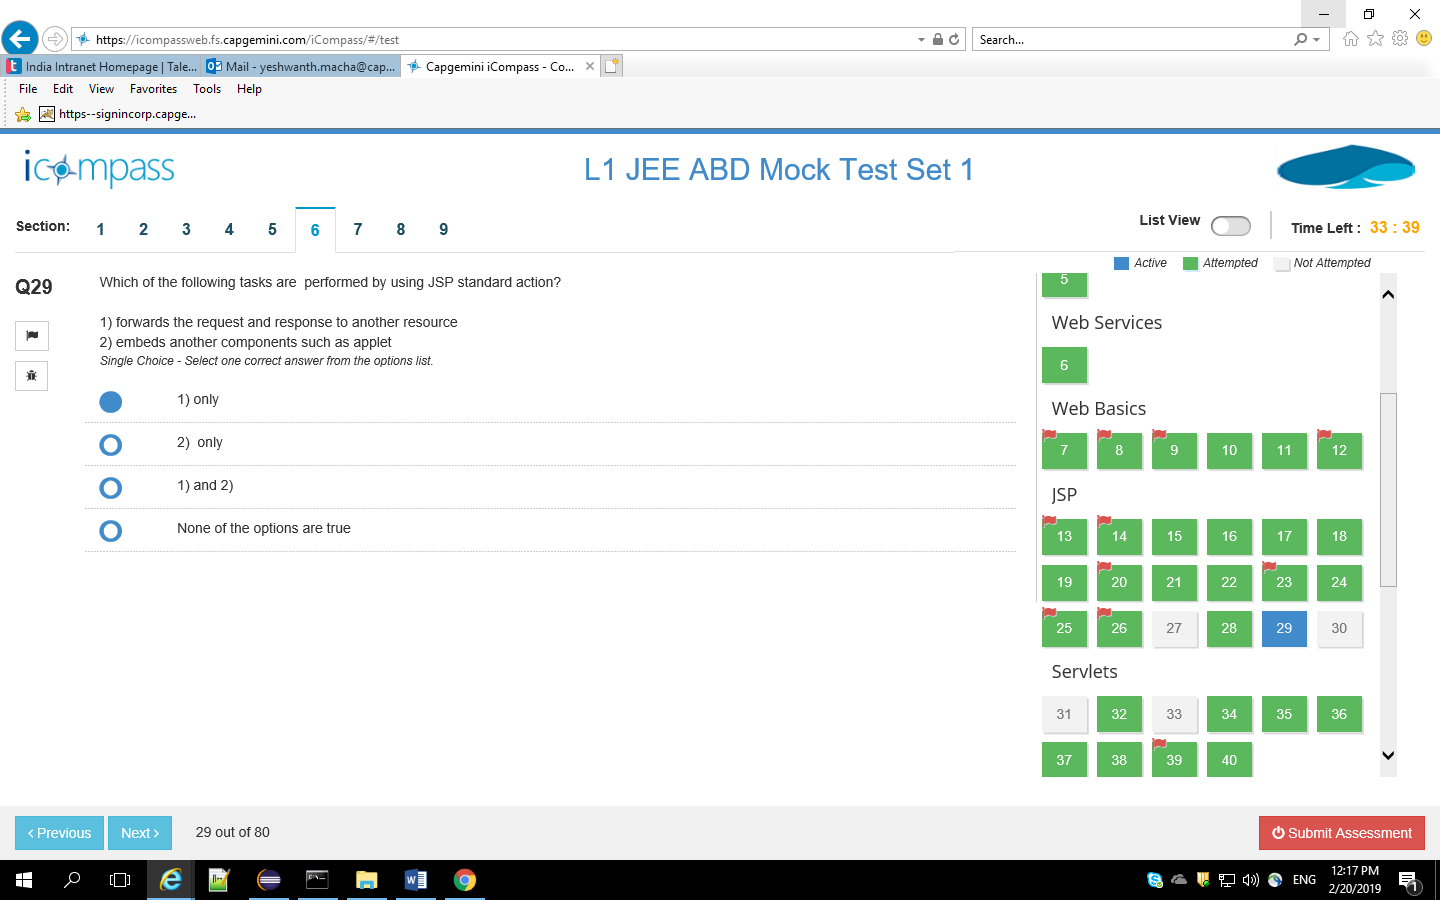 https://icompassweb.fs.capgemini.com/iCompass/#/test
Search...
India Intranet Homepage | Tale...
Mail - yeshwanth.macha@cap...
Capgemini iCompass - Co...
File Edit View Favorites Tools Help
https--signincorp.capge...
icompass
L1 JEE ABD Mock Test Set 1
Section: 1 2 3 4 5 6 7 8 9
List View
Time Left : 33 : 39
Active Attempted Not Attempted
Q29
Which of the following tasks are  performed by using JSP standard action?
1) forwards the request and response to another resource
2) embeds another components such as applet
Single Choice - Select one correct answer from the options list.
1) only
2)  only
1) and 2)
None of the options are true
5
Web Services
6
Web Basics
7 8 9 10 11 12
JSP
13 14 15 16 17 18
19 20 21 22 23 24
25 26 27 28 29 30
Servlets
31 32 33 34 35 36
37 38 39 40
Previous
Next
29 out of 80
Submit Assessment
ENG
12:17 PM
2/20/2019
1